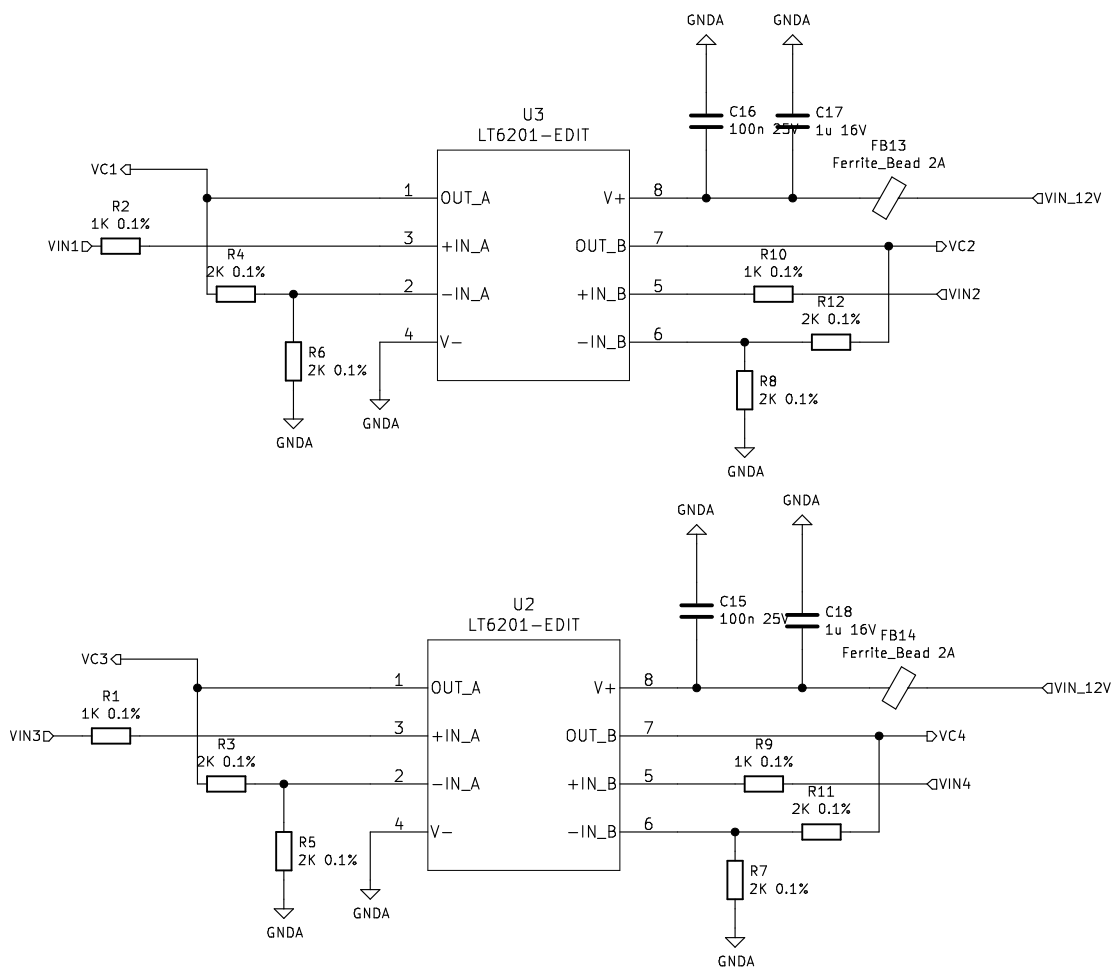 GNDA
GNDA
U3
LT6201-EDIT
C16
100n 25V
C17
1u 16V
FB13
Ferrite_Bead 2A
VC1
1
OUT_A
V+
8
VIN_12V
R2
1K 0.1%
VIN1
3
+IN_A
OUT_B
7
VC2
R4
2K 0.1%
2
-IN_A
+IN_B
5
R10
1K 0.1%
VIN2
R12
2K 0.1%
4
V-
-IN_B
6
R6
2K 0.1%
R8
2K 0.1%
GNDA
GNDA
GNDA
GNDA
GNDA
U2
LT6201-EDIT
C15
100n 25V
C18
1u 16V
FB14
Ferrite_Bead 2A
VC3
1
OUT_A
V+
8
VIN_12V
R1
1K 0.1%
VIN3
3
+IN_A
OUT_B
7
VC4
R3
2K 0.1%
2
-IN_A
+IN_B
5
R9
1K 0.1%
VIN4
R11
2K 0.1%
4
V-
-IN_B
6
R5
2K 0.1%
R7
2K 0.1%
GNDA
GNDA
GNDA